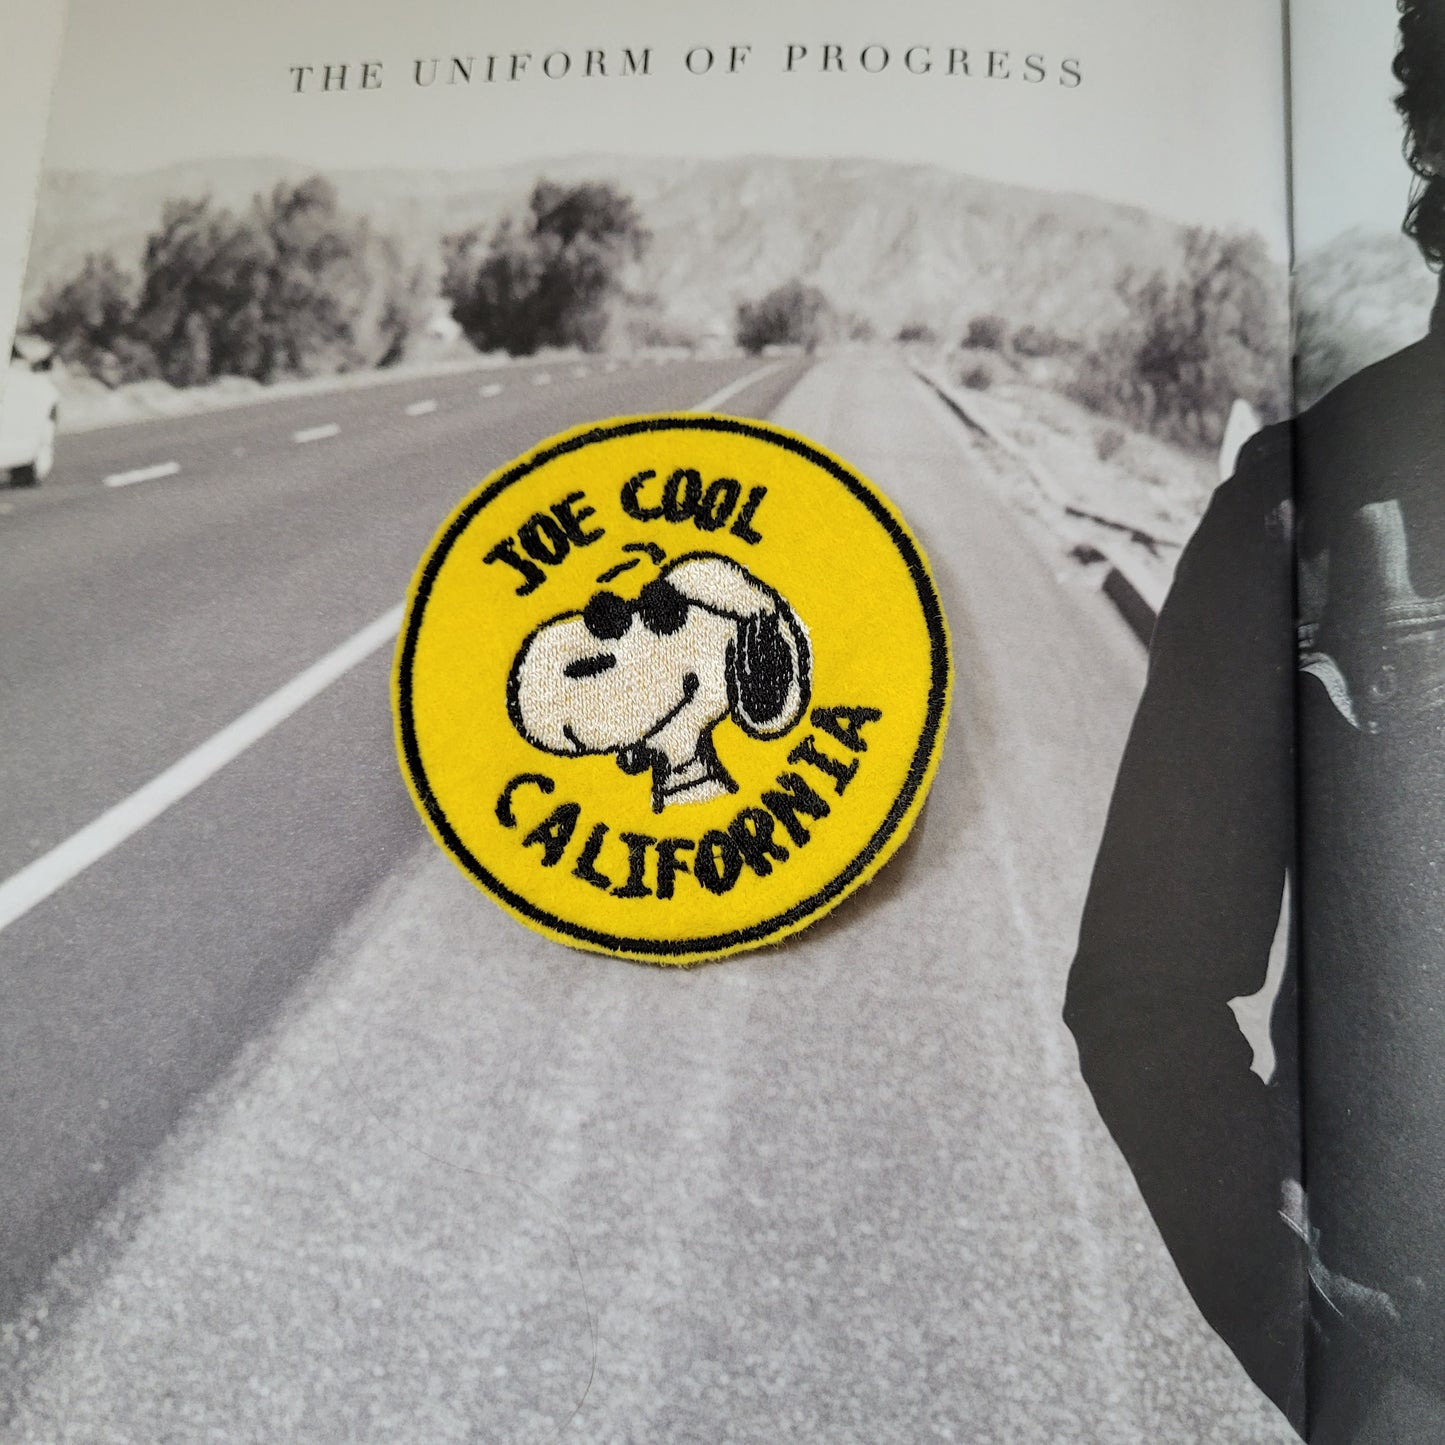 THE UNIFORM OF PROGRESS
JOE COOL
CALIFORNIA